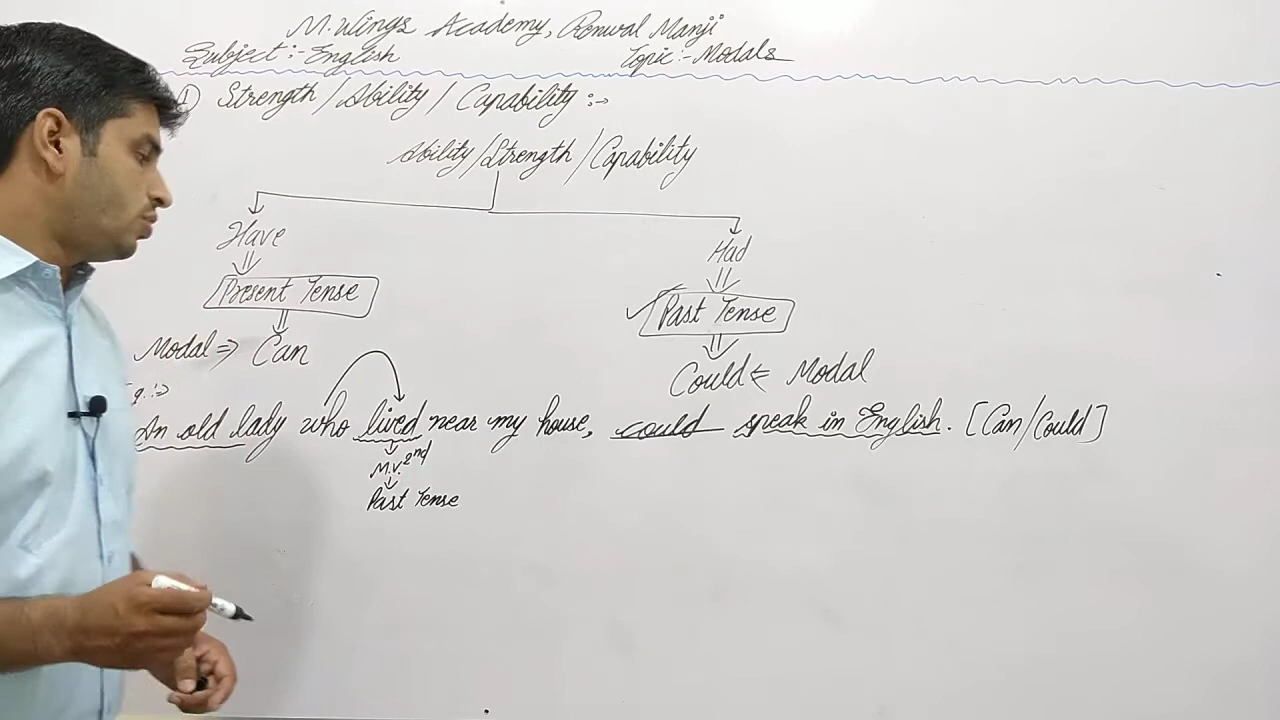 M. Wings Academy, Renwal Manji
Subject :- English Topic :- Modals
1) Strength / Ability / Capability :→
Ability / Strength / Capability
Have Had
Present Tense Past Tense
Modal ⇒ Can Could ⇐ Modal
g. :→
An old lady who lived near my house, could speak in English. [Can/Could]
M.V. 2nd
Past Tense